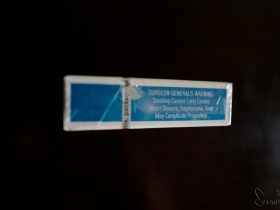 SURGEON GENERAL'S WARNING:
Smoking Causes Lung Cancer,
Heart Disease, Emphysema, And
May Complicate Pregnancy.